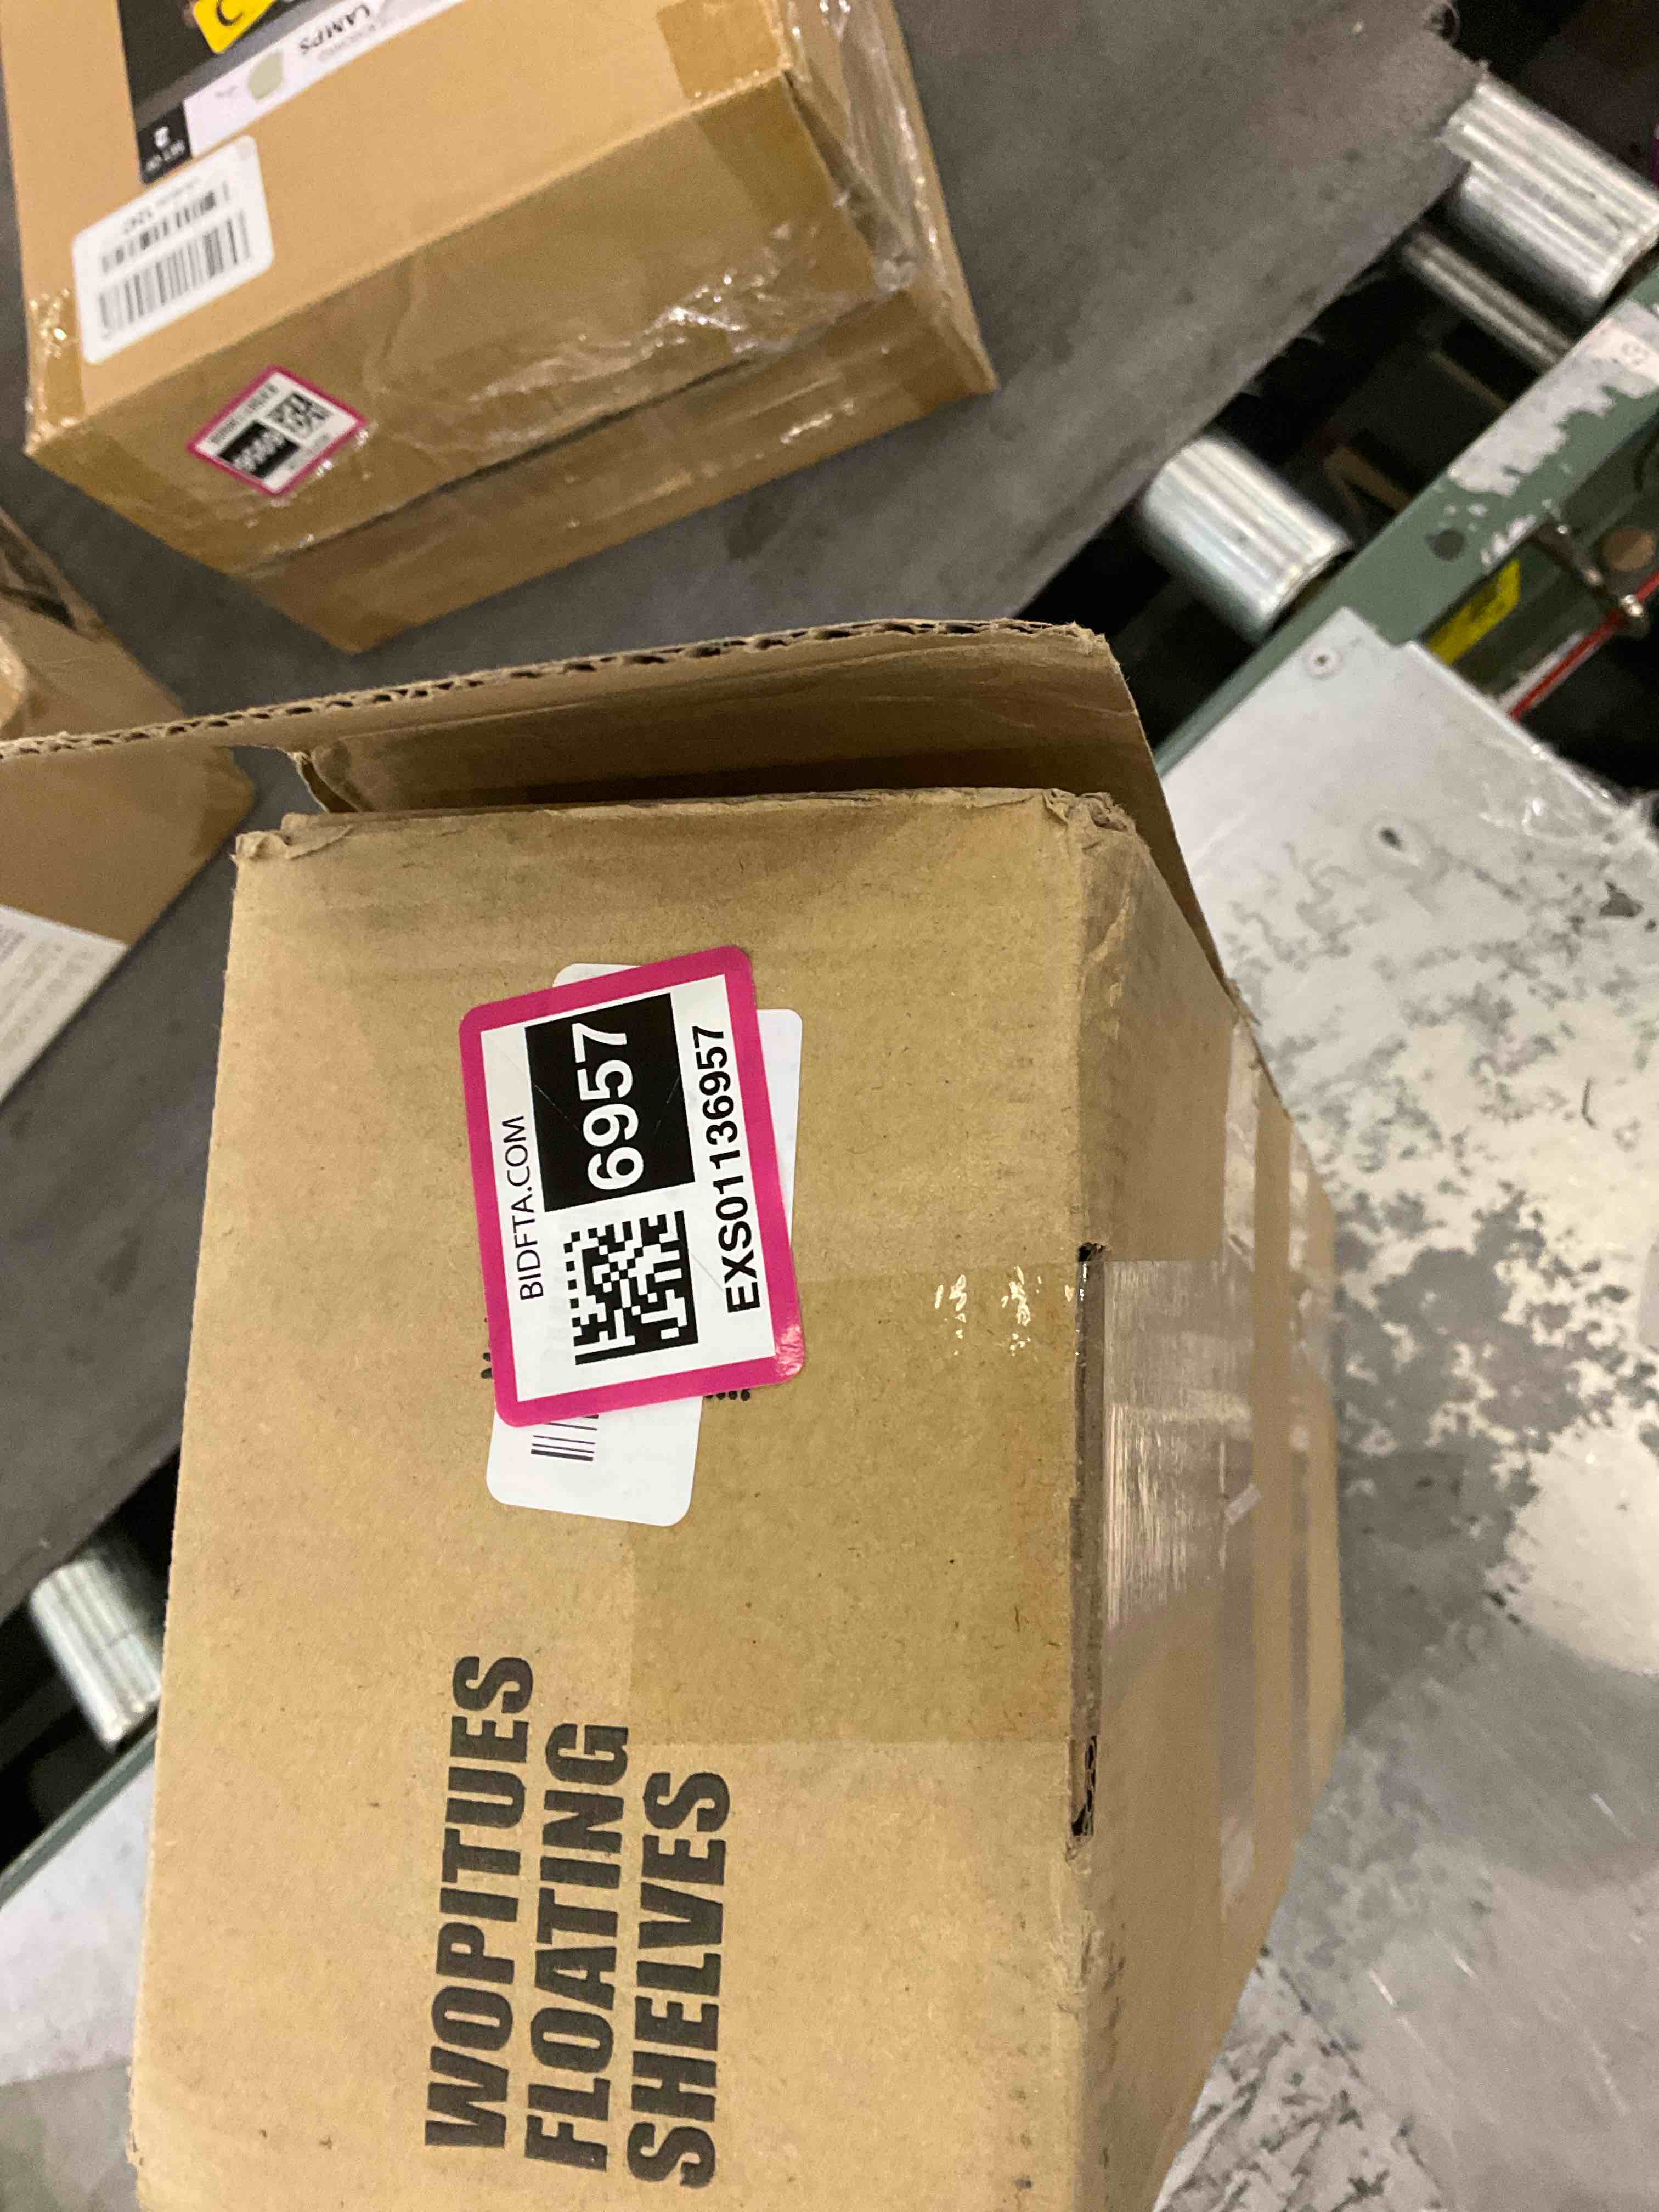 LAMPS
BIDFTA.COM
6957
EXS01136957
WOPITUES
FLOATING
SHELVES